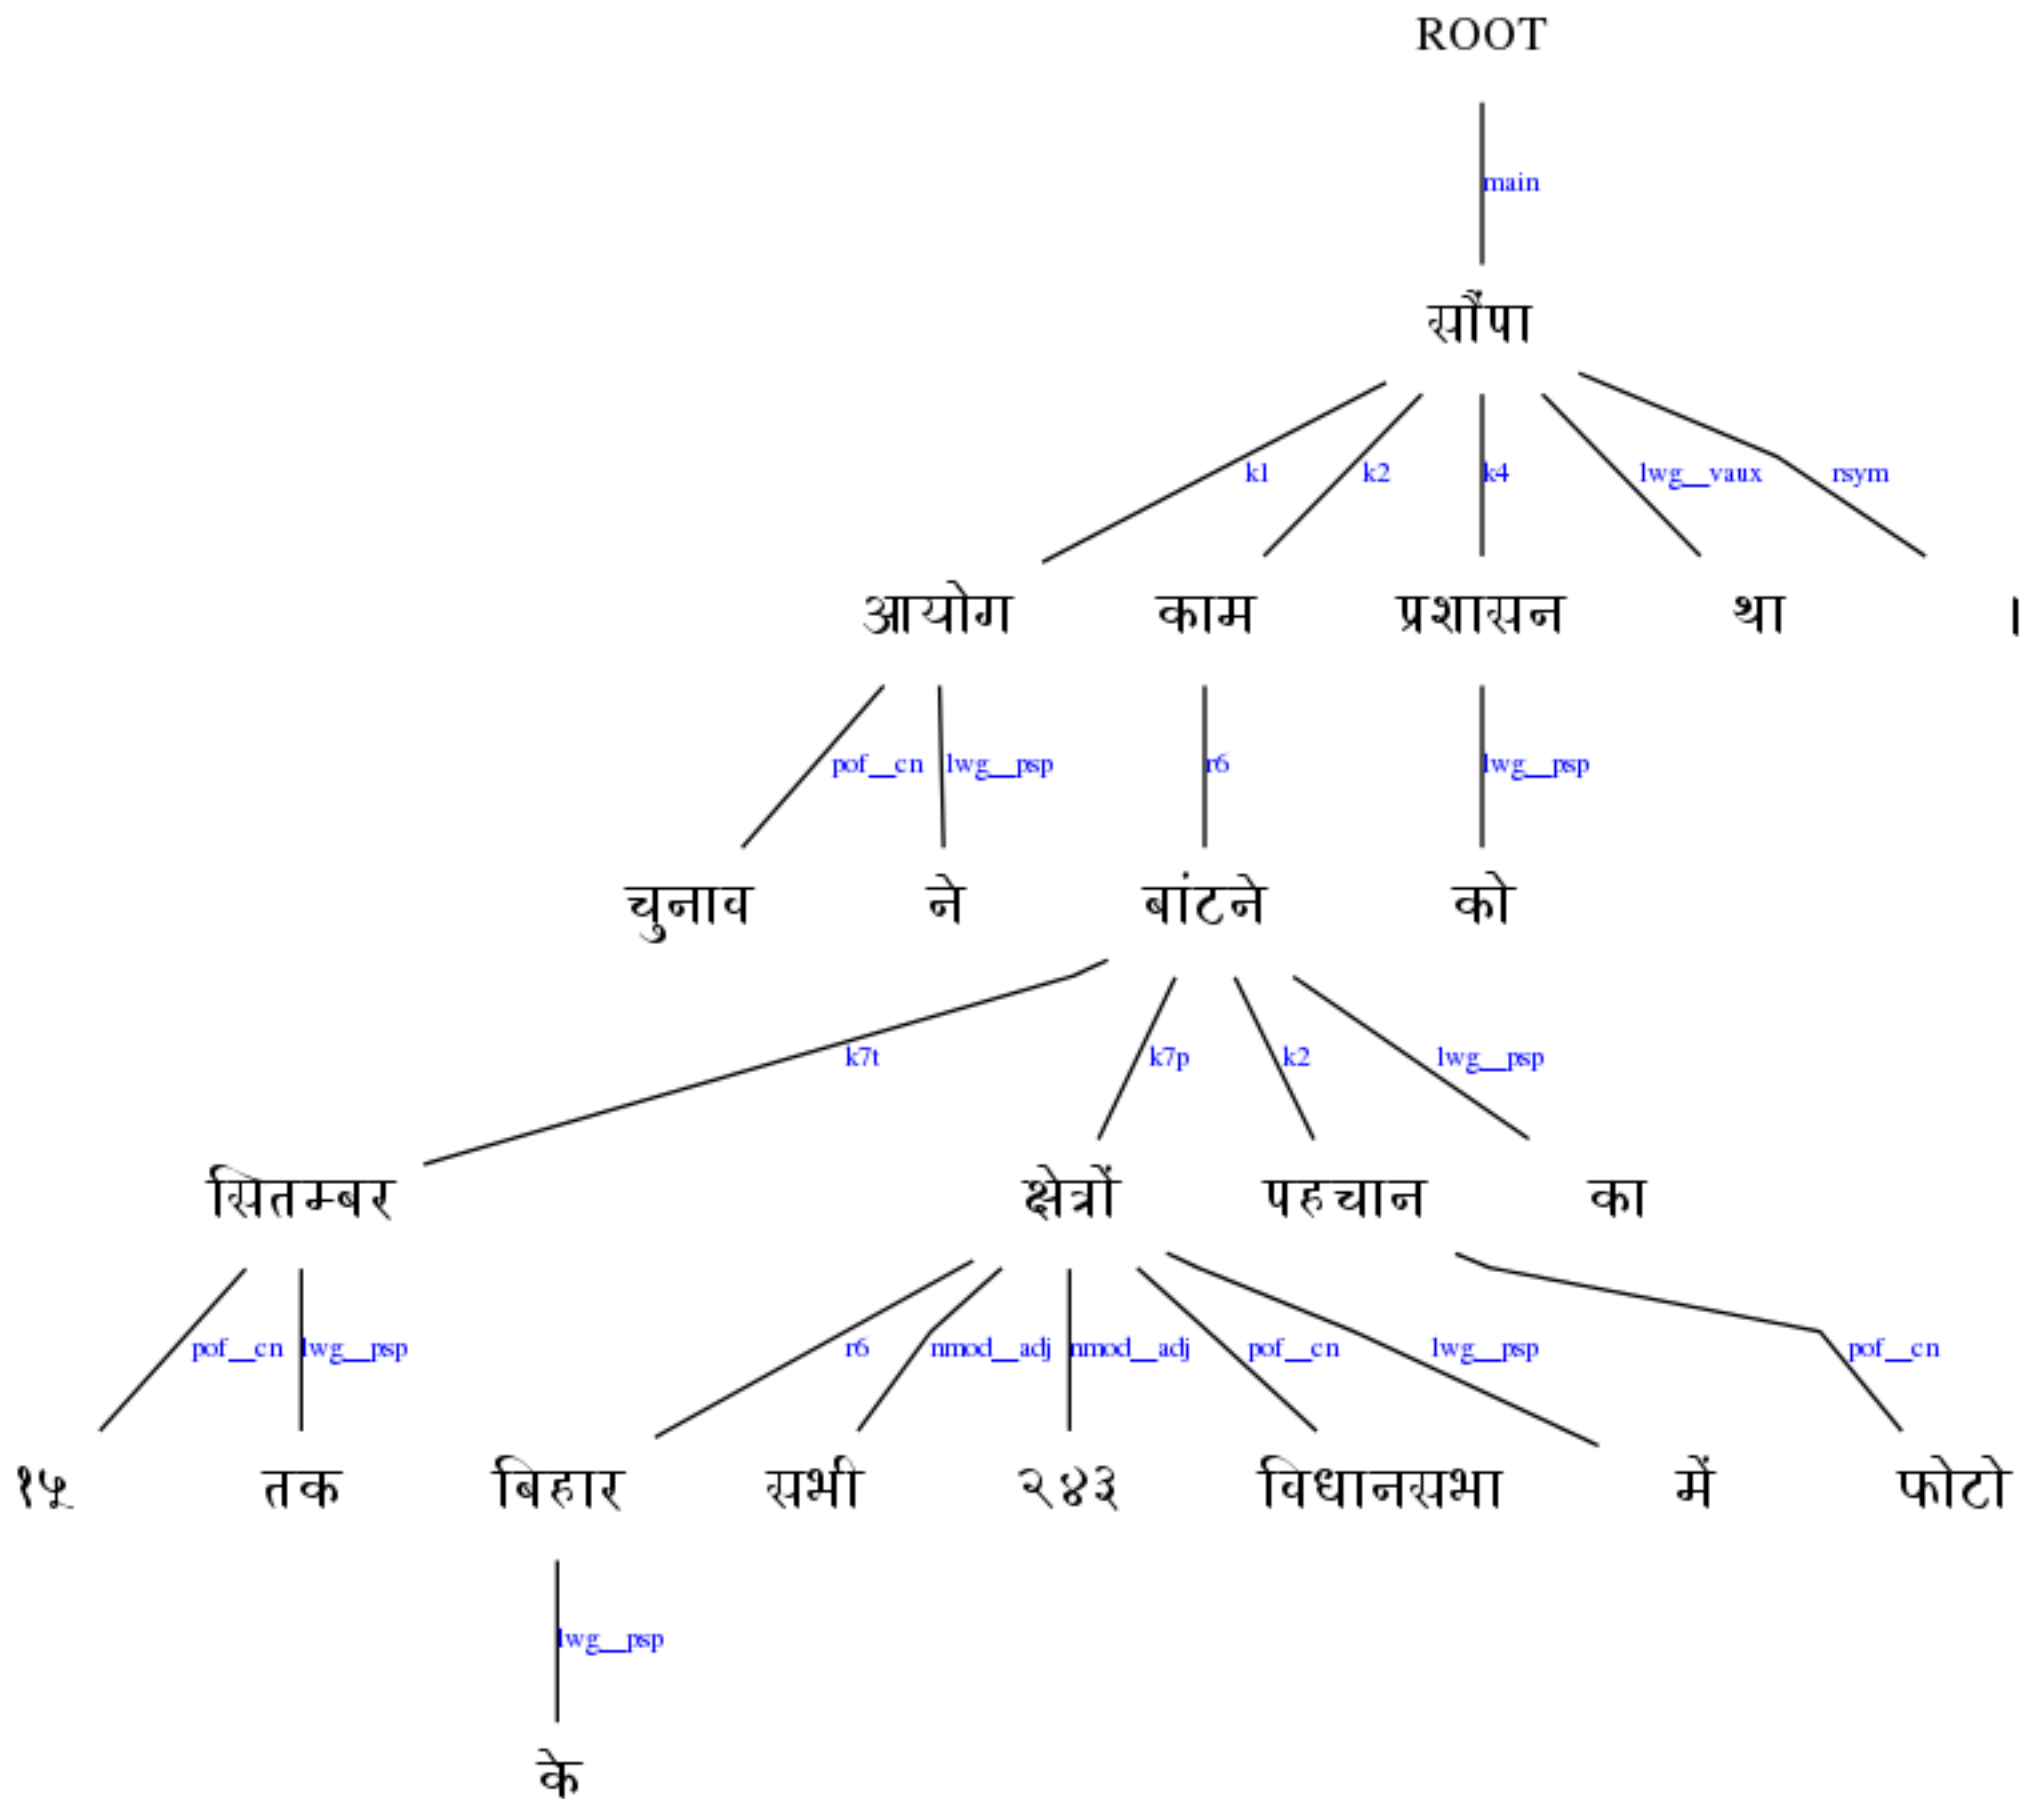 ROOT
main
सौंपा
k1 k2 k4 lwg__vaux rsym
आयोग काम प्रशासन था ।
pof__cn lwg__psp r6 lwg__psp
चुनाव ने बांटने को
k7t k7p k2 lwg__psp
सितम्बर क्षेत्रों पहचान का
pof__cn lwg__psp r6 nmod__adj nmod__adj pof__cn lwg__psp pof__cn
१५ तक बिहार सभी २४३ विधानसभा में फोटो
lwg__psp
के